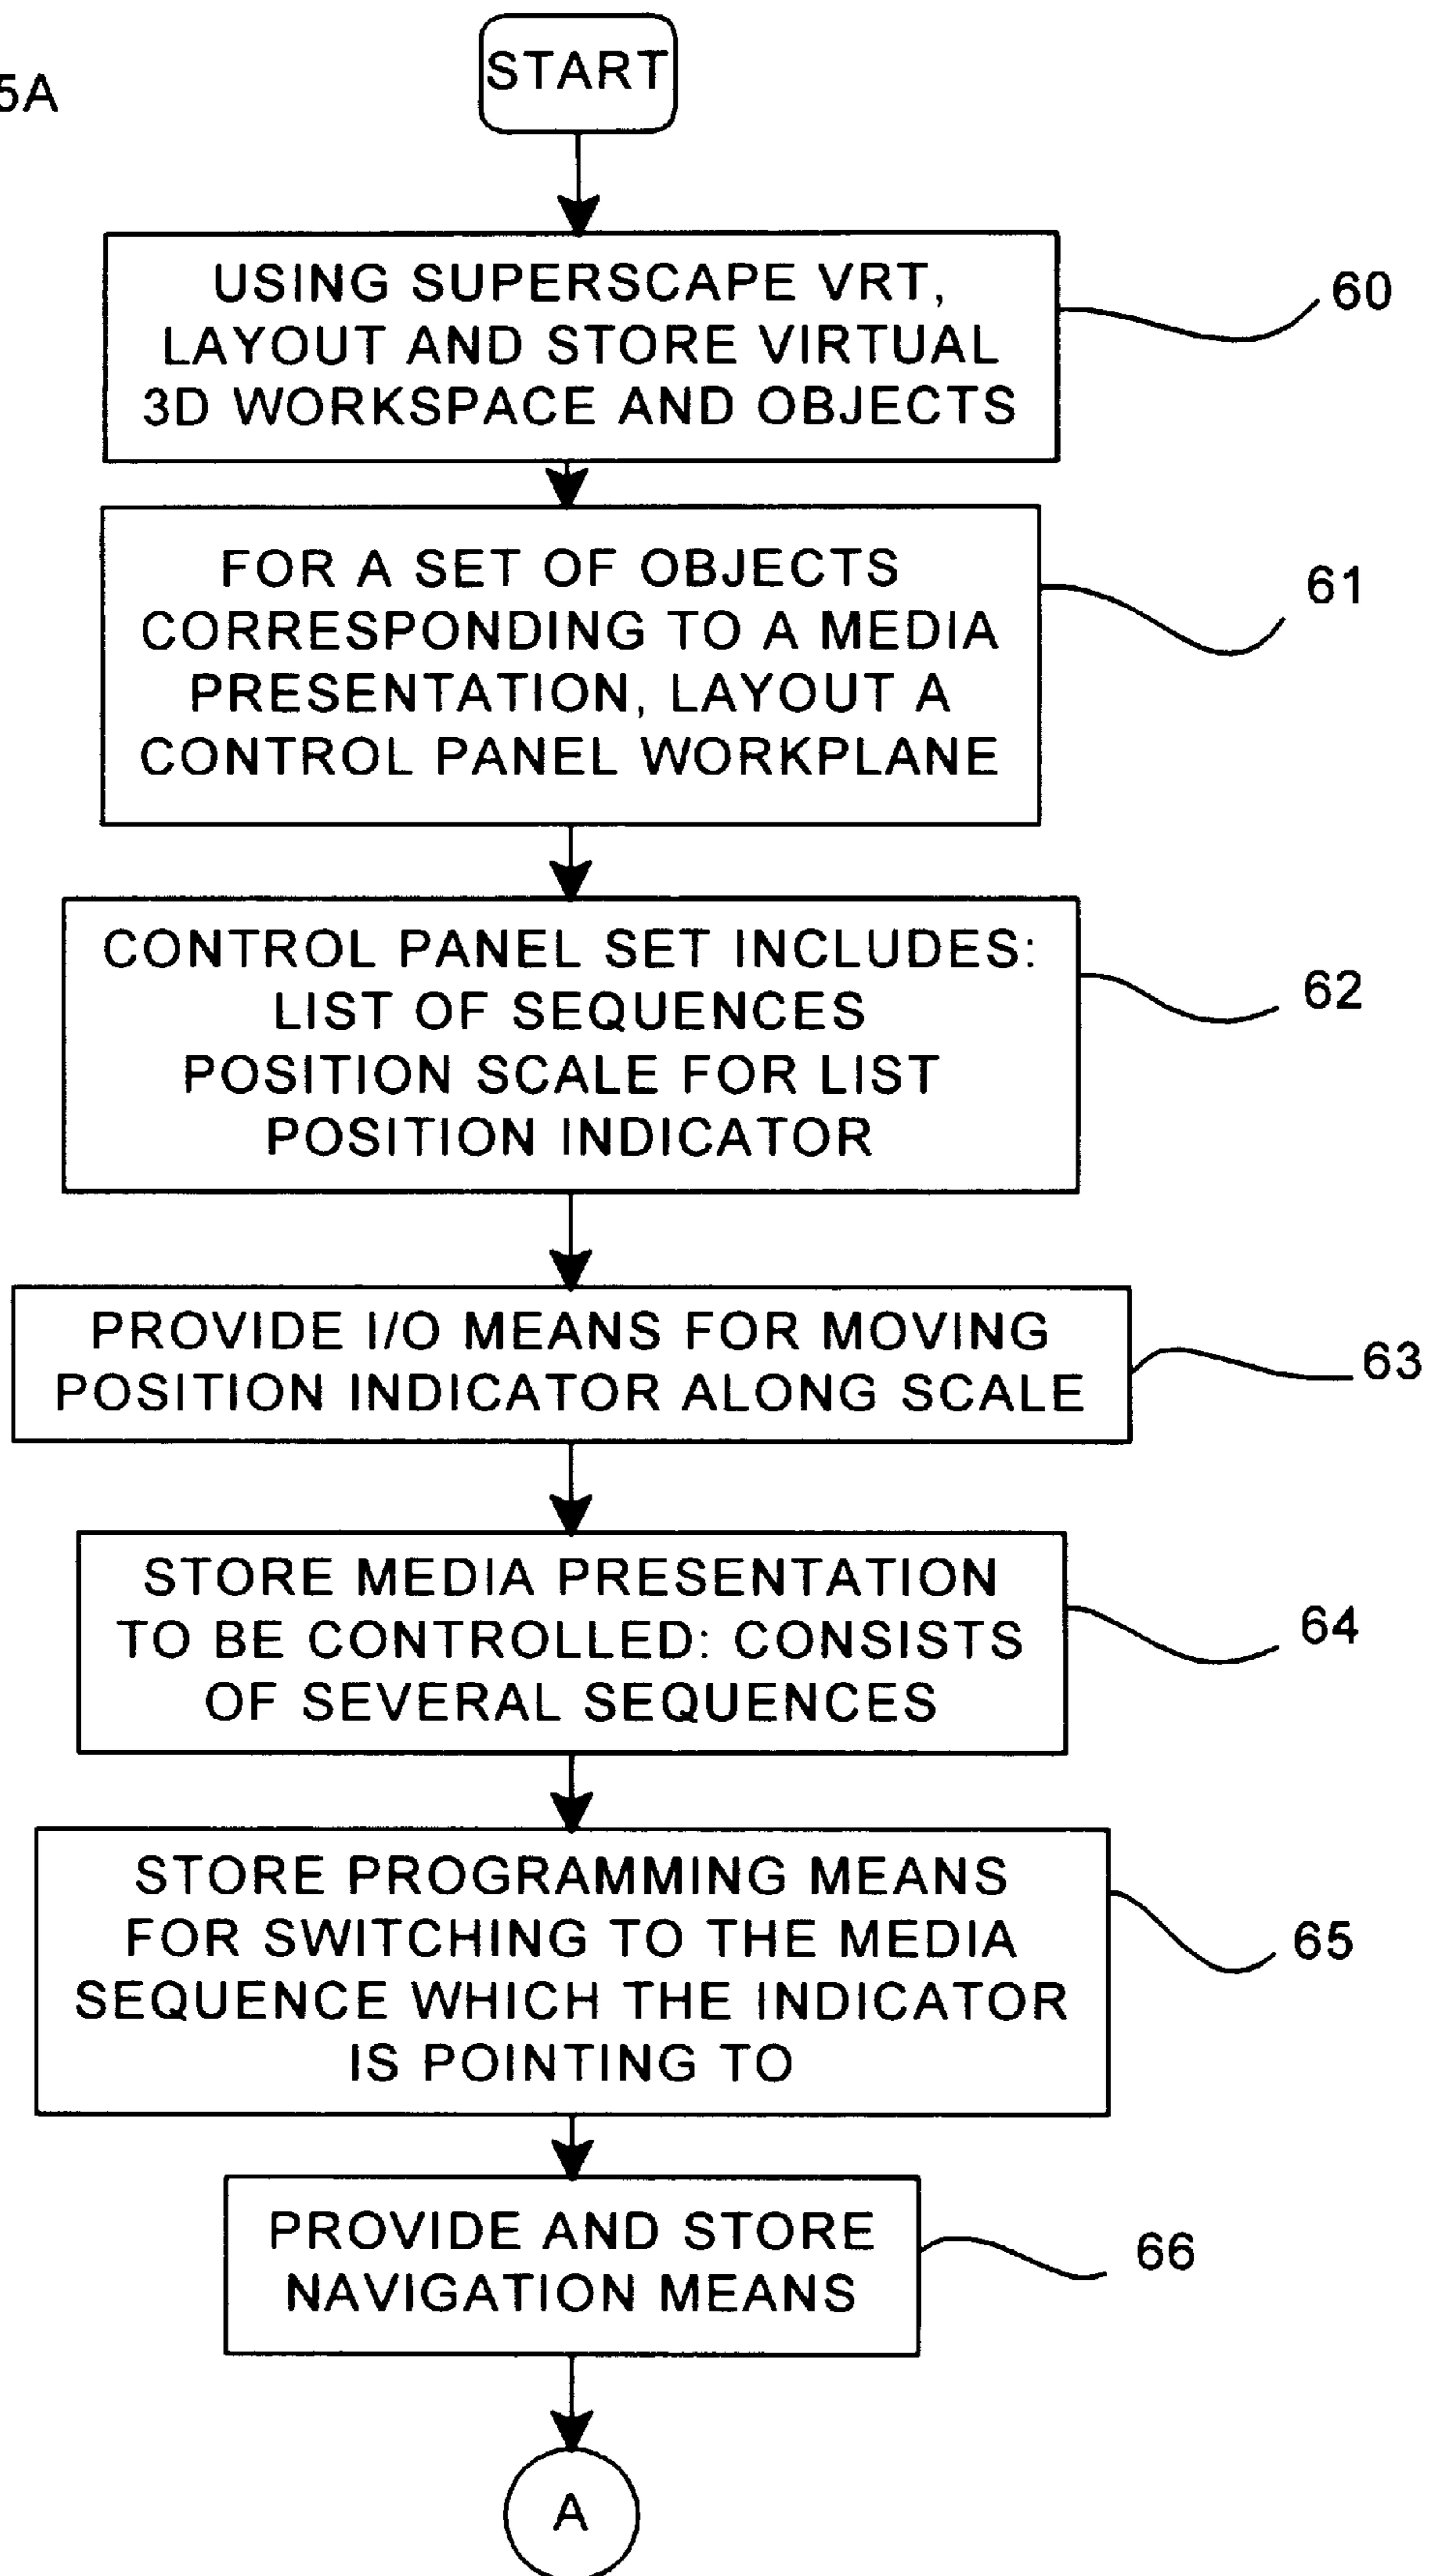 5A
START
USING SUPERSCAPE VRT,
LAYOUT AND STORE VIRTUAL
3D WORKSPACE AND OBJECTS
60
FOR A SET OF OBJECTS
CORRESPONDING TO A MEDIA
PRESENTATION, LAYOUT A
CONTROL PANEL WORKPLANE
61
CONTROL PANEL SET INCLUDES:
LIST OF SEQUENCES
POSITION SCALE FOR LIST
POSITION INDICATOR
62
PROVIDE I/O MEANS FOR MOVING
POSITION INDICATOR ALONG SCALE
63
STORE MEDIA PRESENTATION
TO BE CONTROLLED: CONSISTS
OF SEVERAL SEQUENCES
64
STORE PROGRAMMING MEANS
FOR SWITCHING TO THE MEDIA
SEQUENCE WHICH THE INDICATOR
IS POINTING TO
65
PROVIDE AND STORE
NAVIGATION MEANS
66
A